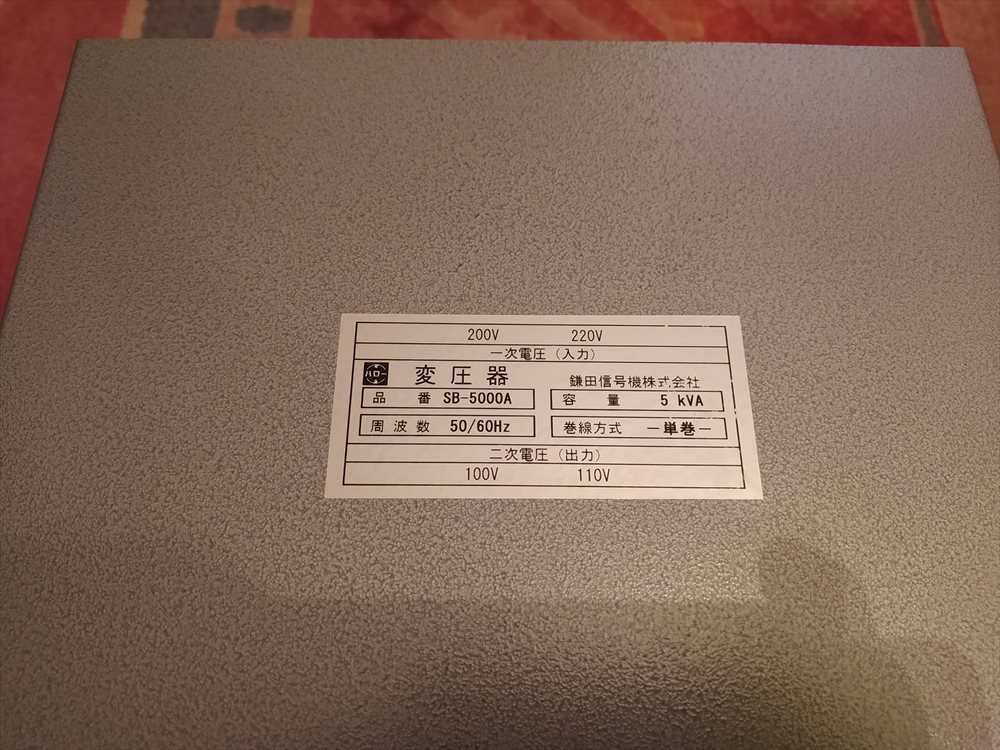 200V 220V
一次電圧（入力）
ハロー 変圧器 鎌田信号機株式会社
品番 SB-5000A 容量 5 kVA
周波数 50/60Hz 巻線方式 －単巻－
二次電圧（出力）
100V 110V